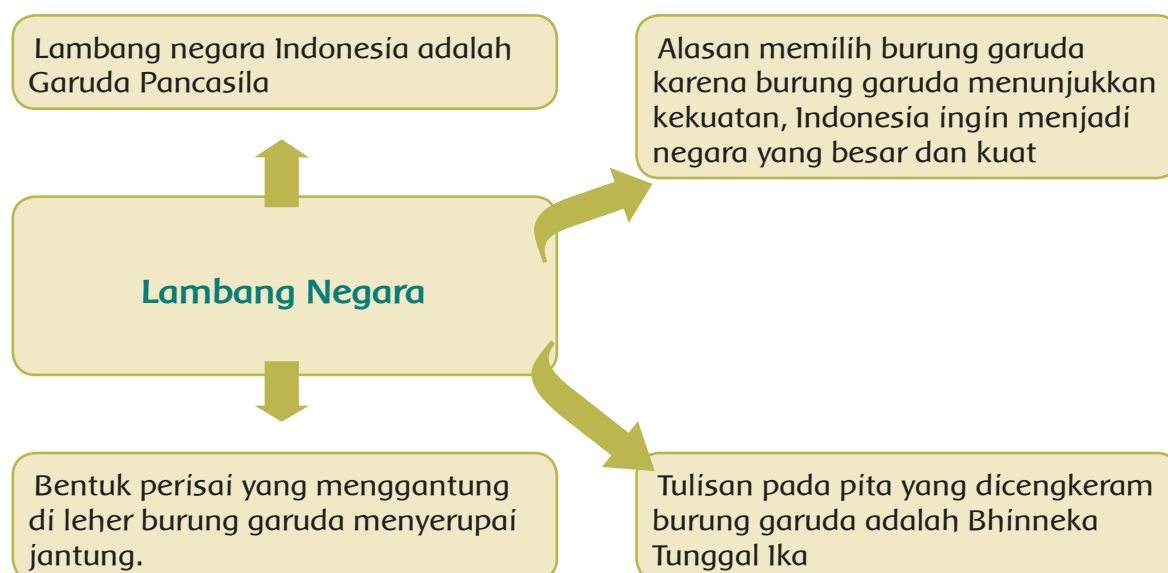 Lambang negara Indonesia adalah
Garuda Pancasila
Alasan memilih burung garuda
karena burung garuda menunjukkan
kekuatan, Indonesia ingin menjadi
negara yang besar dan kuat
Lambang Negara
Bentuk perisai yang menggantung
di leher burung garuda menyerupai
jantung.
Tulisan pada pita yang dicengkeram
burung garuda adalah Bhinneka
Tunggal Ika